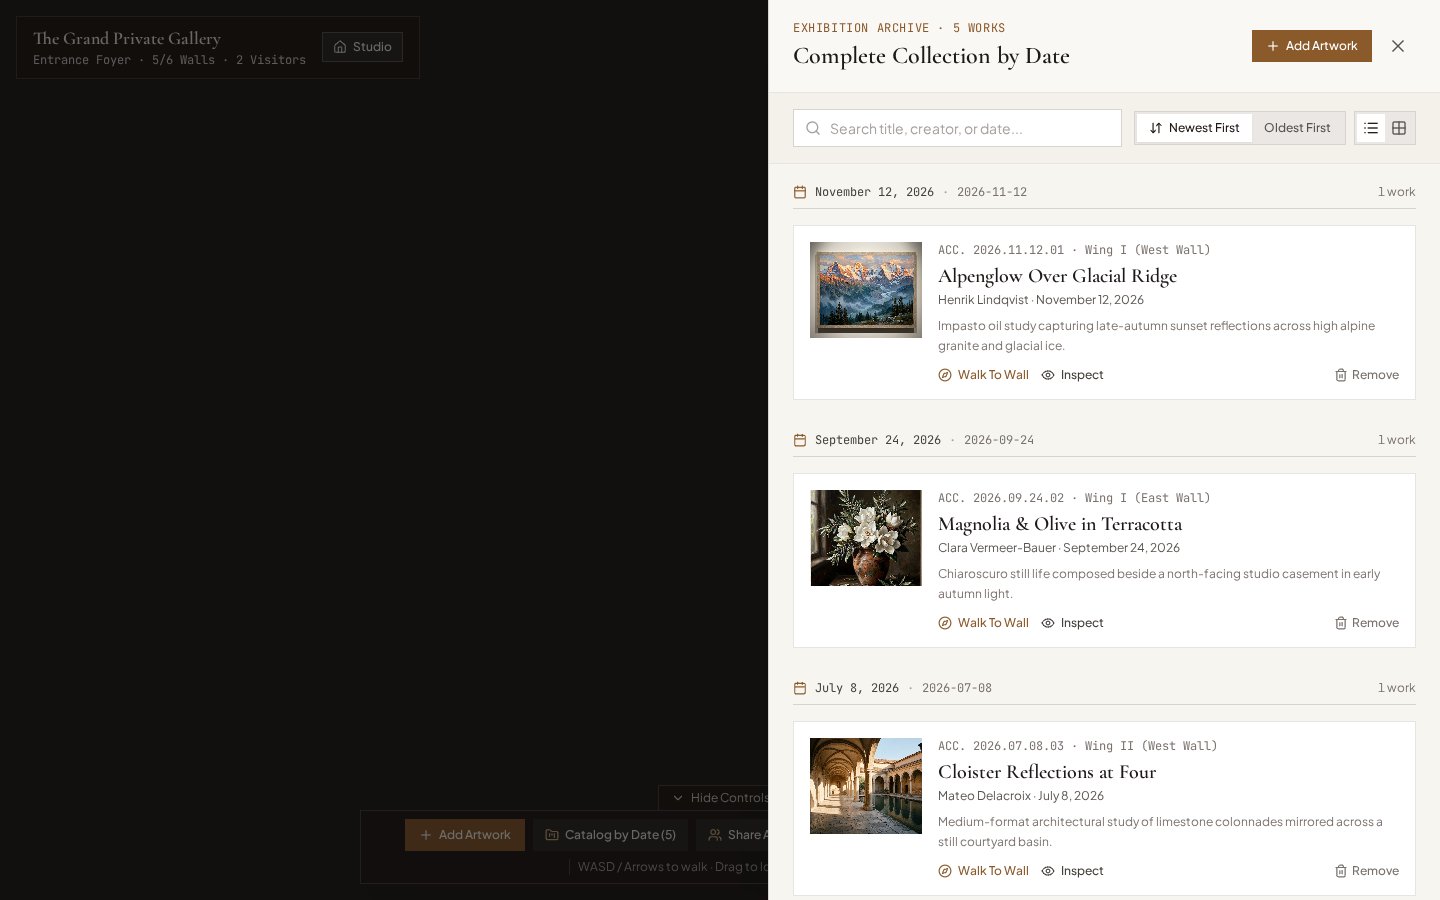 The Grand Private Gallery
Entrance Foyer · 5/6 Walls · 2 Visitors
Studio
EXHIBITION ARCHIVE · 5 WORKS
Complete Collection by Date
Add Artwork
Search title, creator, or date...
Newest First
Oldest First
November 12, 2026 · 2026-11-12
1 work
ACC. 2026.11.12.01 · Wing I (West Wall)
Alpenglow Over Glacial Ridge
Henrik Lindqvist · November 12, 2026
Impasto oil study capturing late-autumn sunset reflections across high alpine
granite and glacial ice.
Walk To Wall
Inspect
Remove
September 24, 2026 · 2026-09-24
1 work
ACC. 2026.09.24.02 · Wing I (East Wall)
Magnolia & Olive in Terracotta
Clara Vermeer-Bauer · September 24, 2026
Chiaroscuro still life composed beside a north-facing studio casement in early
autumn light.
Walk To Wall
Inspect
Remove
July 8, 2026 · 2026-07-08
1 work
ACC. 2026.07.08.03 · Wing II (West Wall)
Cloister Reflections at Four
Mateo Delacroix · July 8, 2026
Medium-format architectural study of limestone colonnades mirrored across a
still courtyard basin.
Walk To Wall
Inspect
Remove
Hide Controls
Add Artwork
Catalog by Date (5)
Share
WASD / Arrows to walk · Drag to